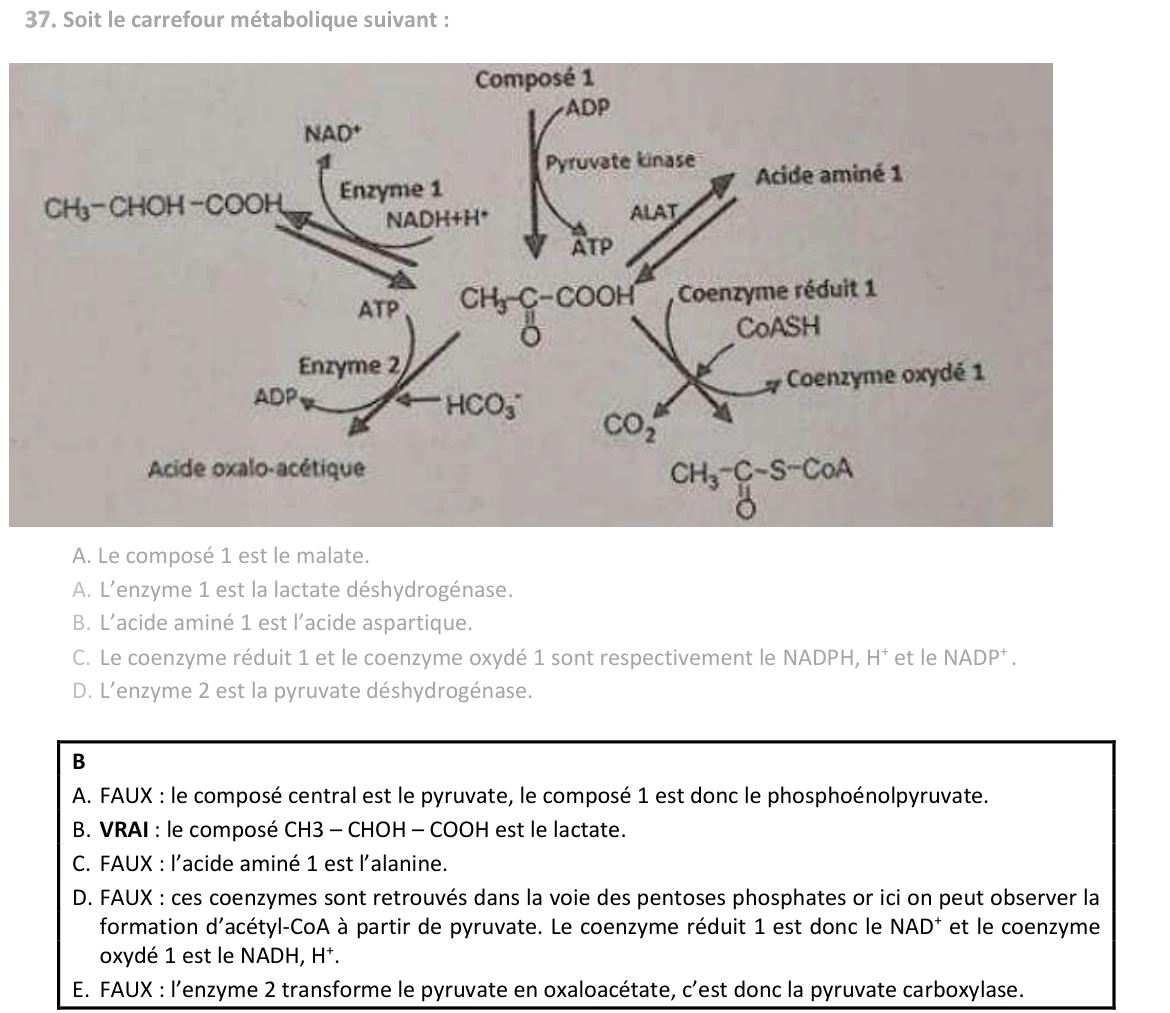 37. Soit le carrefour métabolique suivant :
Composé 1
ADP
NAD⁺
Pyruvate kinase
Acide aminé 1
Enzyme 1
CH₃-CHOH-COOH
NADH+H⁺
ALAT
ATP
CH₃-C-COOH
O
Coenzyme réduit 1
ATP
CoASH
Enzyme 2
Coenzyme oxydé 1
ADP
HCO₃⁻
CO₂
Acide oxalo-acétique
CH₃-C-S-CoA
O
A. Le composé 1 est le malate.
A. L’enzyme 1 est la lactate déshydrogénase.
B. L’acide aminé 1 est l’acide aspartique.
C. Le coenzyme réduit 1 et le coenzyme oxydé 1 sont respectivement le NADPH, H⁺ et le NADP⁺.
D. L’enzyme 2 est la pyruvate déshydrogénase.
B
A. FAUX : le composé central est le pyruvate, le composé 1 est donc le phosphoénolpyruvate.
B. VRAI : le composé CH3 – CHOH – COOH est le lactate.
C. FAUX : l’acide aminé 1 est l’alanine.
D. FAUX : ces coenzymes sont retrouvés dans la voie des pentoses phosphates or ici on peut observer la
formation d’acétyl-CoA à partir de pyruvate. Le coenzyme réduit 1 est donc le NAD⁺ et le coenzyme
oxydé 1 est le NADH, H⁺.
E. FAUX : l’enzyme 2 transforme le pyruvate en oxaloacétate, c’est donc la pyruvate carboxylase.